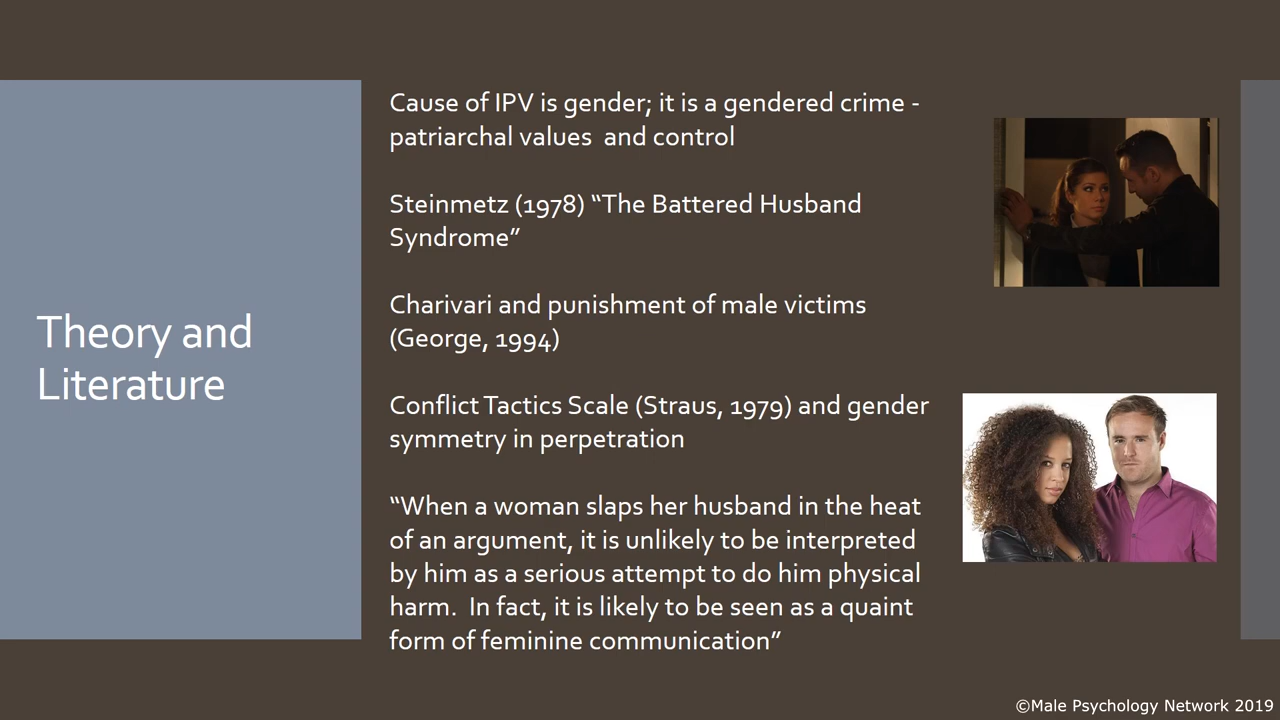 Theory and
Literature
Cause of IPV is gender; it is a gendered crime -
patriarchal values  and control
Steinmetz (1978) “The Battered Husband
Syndrome”
Charivari and punishment of male victims
(George, 1994)
Conflict Tactics Scale (Straus, 1979) and gender
symmetry in perpetration
“When a woman slaps her husband in the heat
of an argument, it is unlikely to be interpreted
by him as a serious attempt to do him physical
harm.  In fact, it is likely to be seen as a quaint
form of feminine communication”
©Male Psychology Network 2019